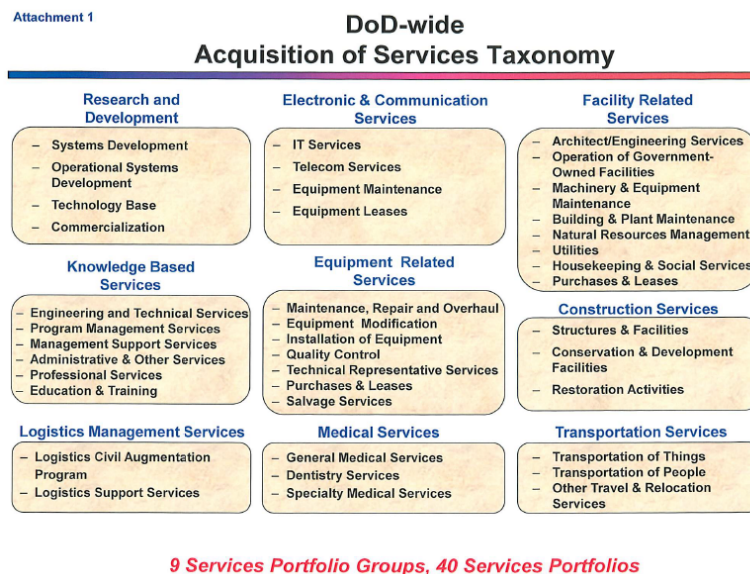 Attachment 1
DoD-wide
Acquisition of Services Taxonomy
Research and
Development
– Systems Development
– Operational Systems
Development
– Technology Base
– Commercialization
Electronic & Communication
Services
– IT Services
– Telecom Services
– Equipment Maintenance
– Equipment Leases
Facility Related
Services
– Architect/Engineering Services
– Operation of Government-
Owned Facilities
– Machinery & Equipment
Maintenance
– Building & Plant Maintenance
– Natural Resources Management
– Utilities
– Housekeeping & Social Services
– Purchases & Leases
Knowledge Based
Services
– Engineering and Technical Services
– Program Management Services
– Management Support Services
– Administrative & Other Services
– Professional Services
– Education & Training
Equipment Related
Services
– Maintenance, Repair and Overhaul
– Equipment Modification
– Installation of Equipment
– Quality Control
– Technical Representative Services
– Purchases & Leases
– Salvage Services
Construction Services
– Structures & Facilities
– Conservation & Development
Facilities
– Restoration Activities
Logistics Management Services
– Logistics Civil Augmentation
Program
– Logistics Support Services
Medical Services
– General Medical Services
– Dentistry Services
– Specialty Medical Services
Transportation Services
– Transportation of Things
– Transportation of People
– Other Travel & Relocation
Services
9 Services Portfolio Groups, 40 Services Portfolios